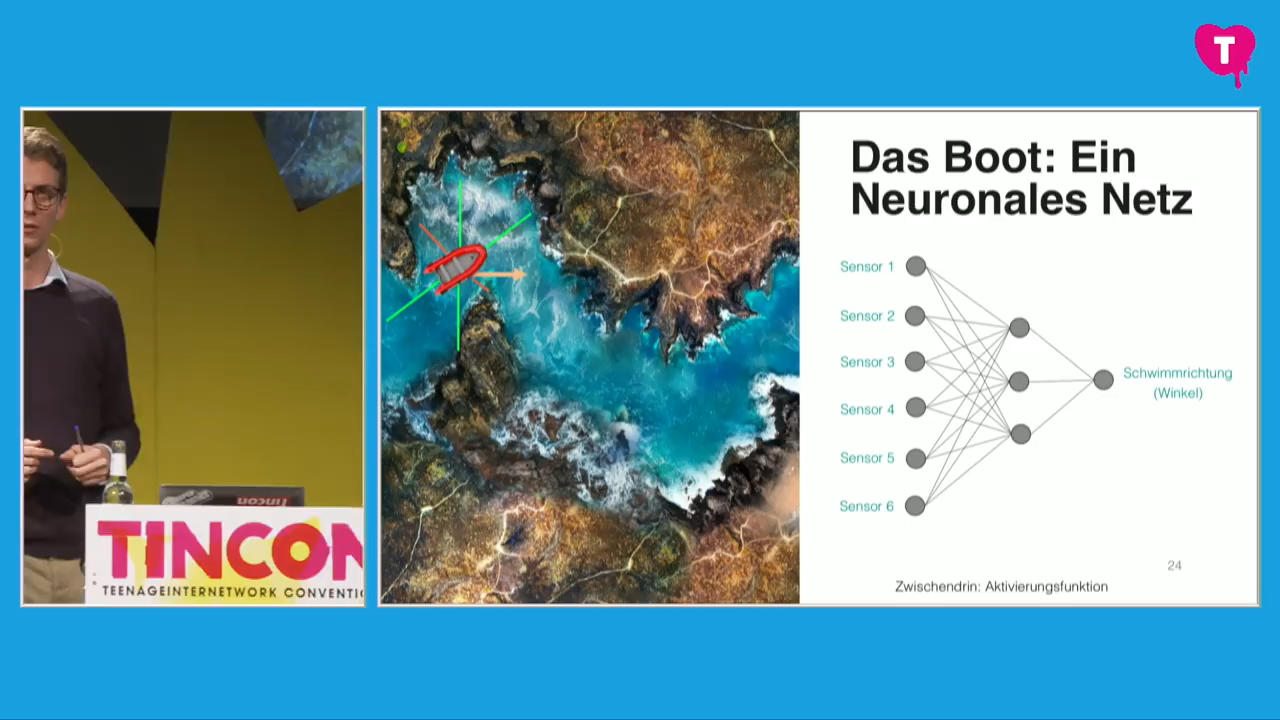 T
Das Boot: Ein
Neuronales Netz
Sensor 1
Sensor 2
Sensor 3
Sensor 4
Sensor 5
Sensor 6
Schwimmrichtung
(Winkel)
24
Zwischendrin: Aktivierungsfunktion
tincon
TINCON
TEENAGEINTERNETWORK CONVENTIO